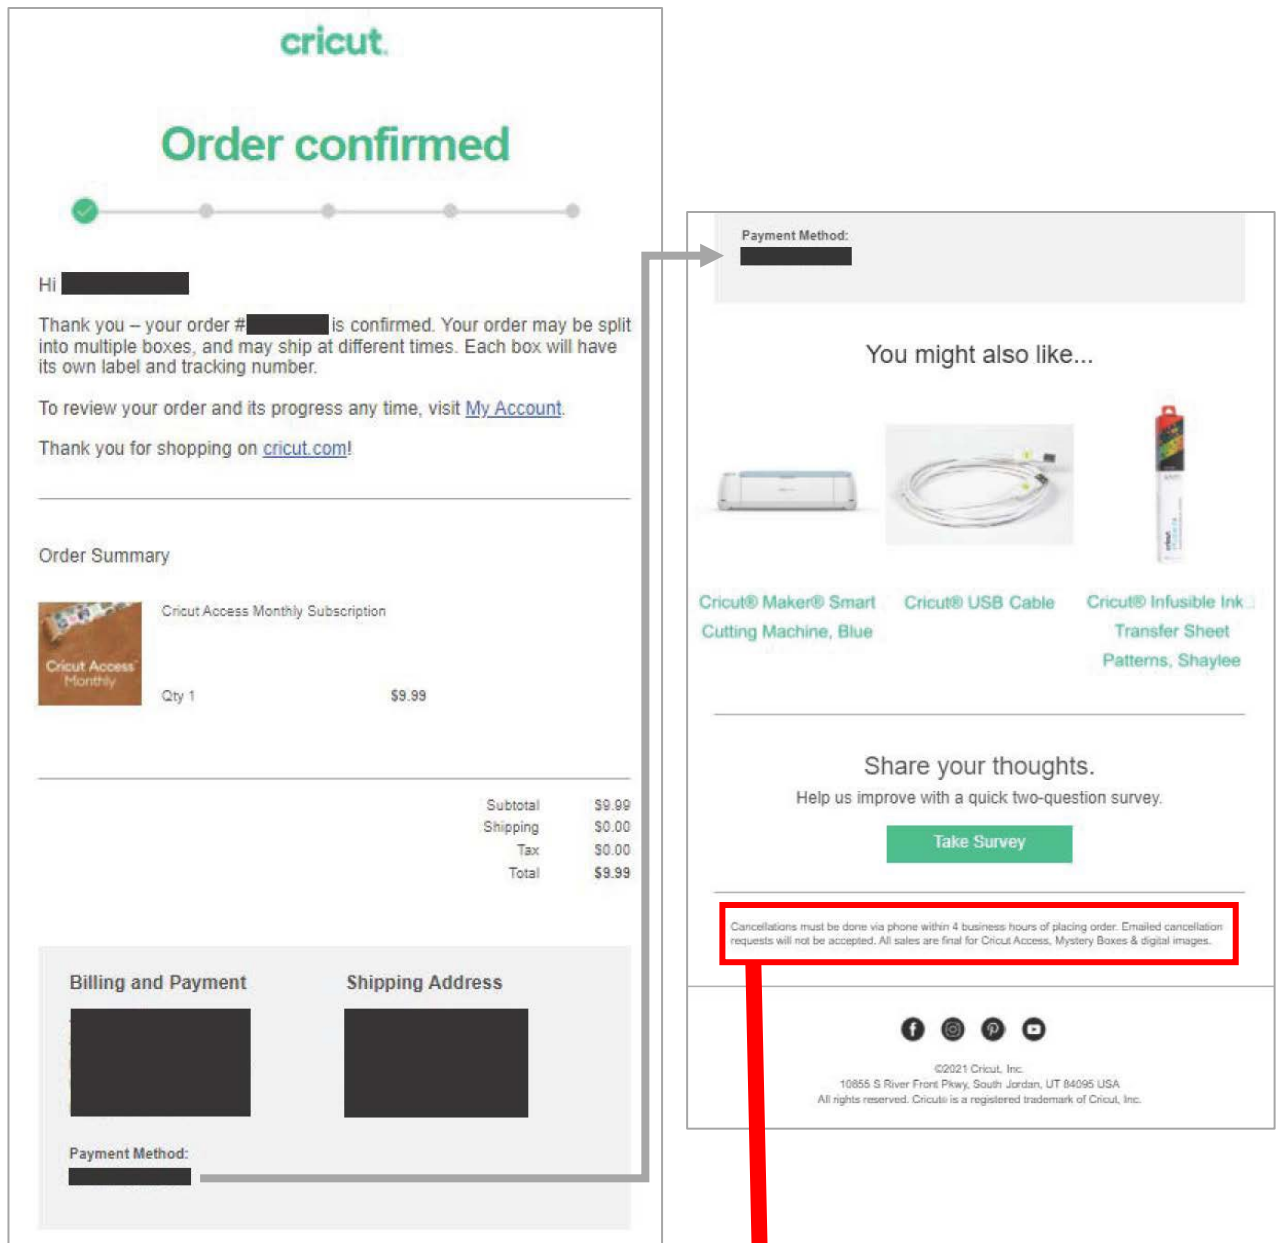 cricut
Order confirmed
Hi
Thank you – your order # is confirmed. Your order may be split
into multiple boxes, and may ship at different times. Each box will have
its own label and tracking number.
To review your order and its progress any time, visit My Account.
Thank you for shopping on cricut.com!
Order Summary
Cricut Access Monthly Subscription
Cricut Access™
Monthly
Qty 1 $9.99
Subtotal $9.99
Shipping $0.00
Tax $0.00
Total $9.99
Billing and Payment
Shipping Address
Payment Method:
Payment Method:
You might also like...
Cricut® Maker® Smart
Cutting Machine, Blue
Cricut® USB Cable
Cricut® Infusible Ink
Transfer Sheet
Patterns, Shaylee
Share your thoughts.
Help us improve with a quick two-question survey.
Take Survey
Cancellations must be done via phone within 4 business hours of placing order. Emailed cancellation
requests will not be accepted. All sales are final for Cricut Access, Mystery Boxes & digital images.
©2021 Cricut, Inc.
10855 S River Front Pkwy, South Jordan, UT 84095 USA
All rights reserved. Cricut® is a registered trademark of Cricut, Inc.